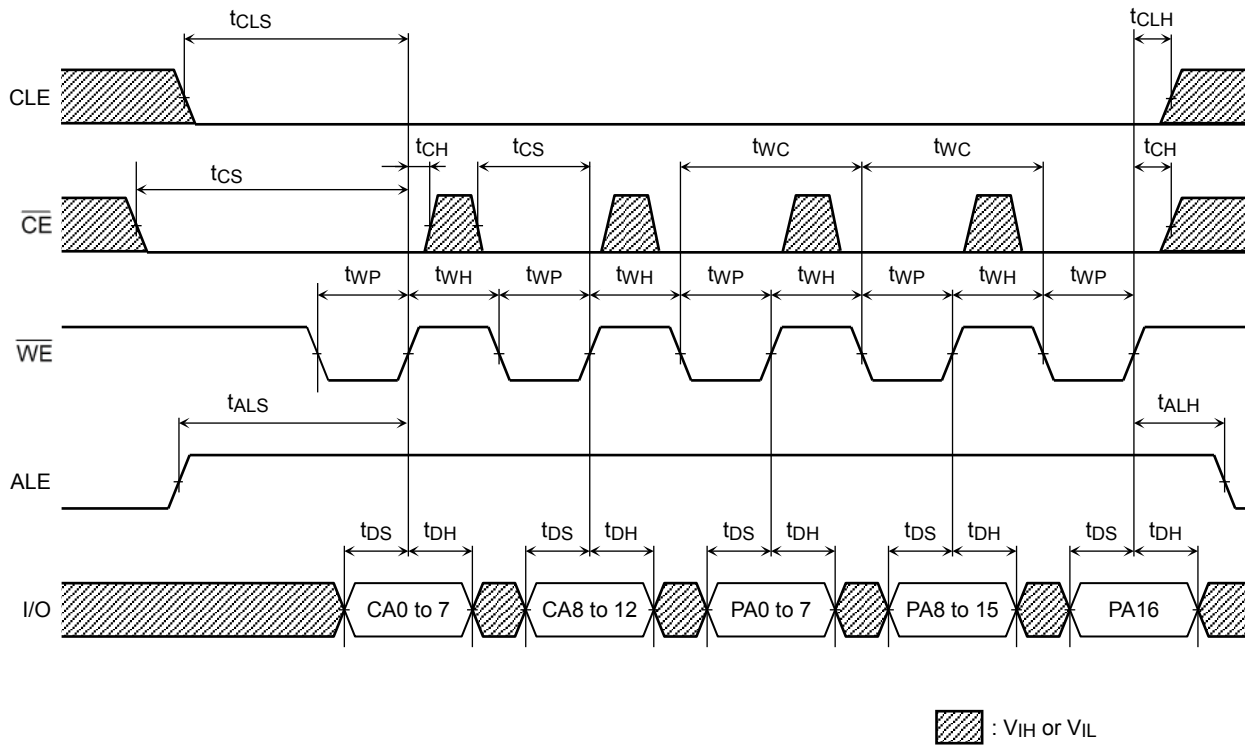 tCLS tCLH
CLE
tCH tCS tWC tWC tCH
tCS
CE
tWP tWH tWP tWH tWP tWH tWP tWH tWP
WE
tALS tALH
ALE
tDS tDH tDS tDH tDS tDH tDS tDH tDS tDH
I/O CA0 to 7 CA8 to 12 PA0 to 7 PA8 to 15 PA16
: VIH or VIL